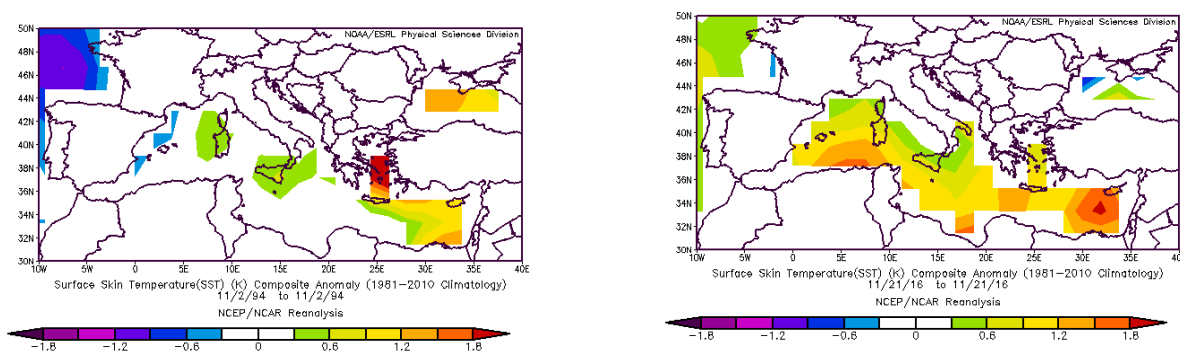 NOAA/ESRL Physical Sciences Division
50N
48N
46N
44N
42N
40N
38N
36N
34N
32N
30N
10W
5W
0
5E
10E
15E
20E
25E
30E
35E
40E
Surface Skin Temperature(SST) (K) Composite Anomaly (1981-2010 Climatology)
11/2/94 to 11/2/94
NCEP/NCAR Reanalysis
-1.8
-1.2
-0.6
0
0.6
1.2
1.8
NOAA/ESRL Physical Sciences Division
50N
48N
46N
44N
42N
40N
38N
36N
34N
32N
30N
10W
5W
0
5E
10E
15E
20E
25E
30E
35E
40E
Surface Skin Temperature(SST) (K) Composite Anomaly (1981-2010 Climatology)
11/21/16 to 11/21/16
NCEP/NCAR Reanalysis
-1.8
-1.2
-0.6
0
0.6
1.2
1.8